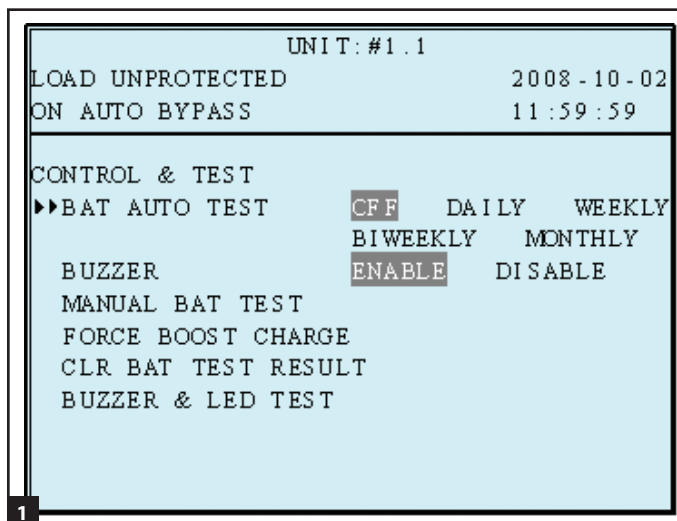 UNIT:#1.1
LOAD UNPROTECTED 2008-10-02
ON AUTO BYPASS 11:59:59
CONTROL & TEST
▶▶BAT AUTO TEST CFF DAILY WEEKLY
BIWEEKLY MONTHLY
BUZZER ENABLE DISABLE
MANUAL BAT TEST
FORCE BOOST CHARGE
CLR BAT TEST RESULT
BUZZER & LED TEST
1